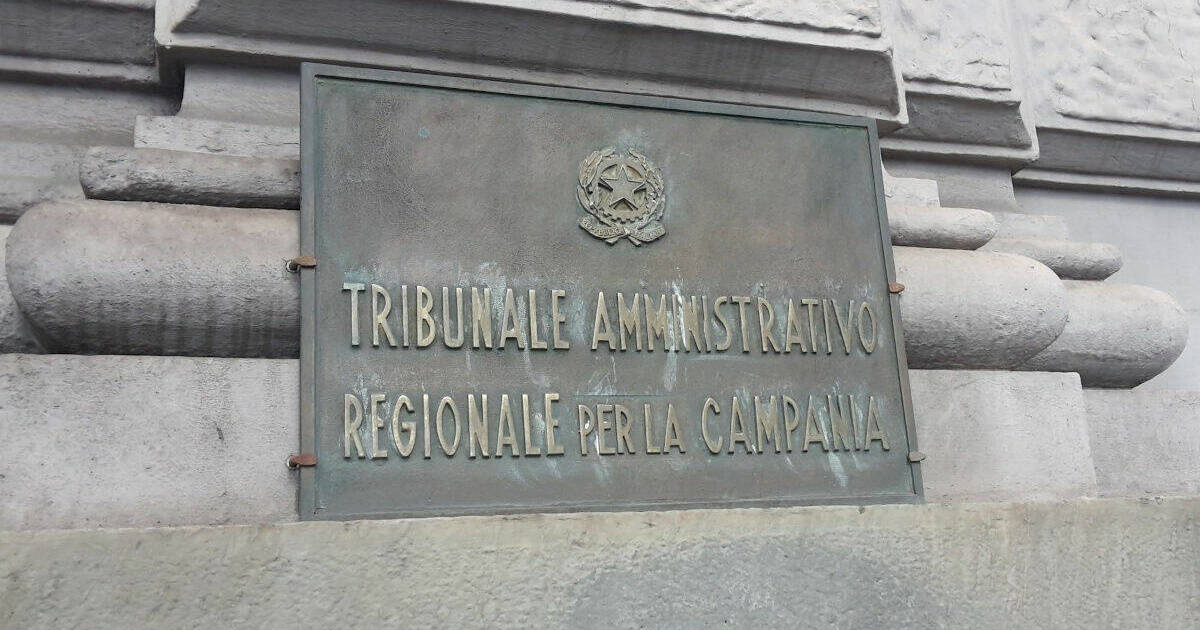 TRIBUNALE AMMINISTRATIVO
REGIONALE PER LA CAMPANIA